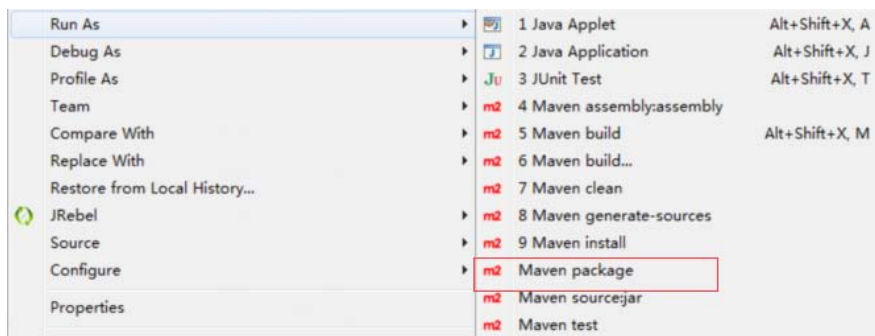 Run As
Debug As
Profile As
Team
Compare With
Replace With
Restore from Local History...
JRebel
Source
Configure
Properties
1 Java Applet Alt+Shift+X, A
2 Java Application Alt+Shift+X, J
Ju 3 JUnit Test Alt+Shift+X, T
m2 4 Maven assembly:assembly
m2 5 Maven build Alt+Shift+X, M
m2 6 Maven build...
m2 7 Maven clean
m2 8 Maven generate-sources
m2 9 Maven install
m2 Maven package
m2 Maven source:jar
m2 Maven test